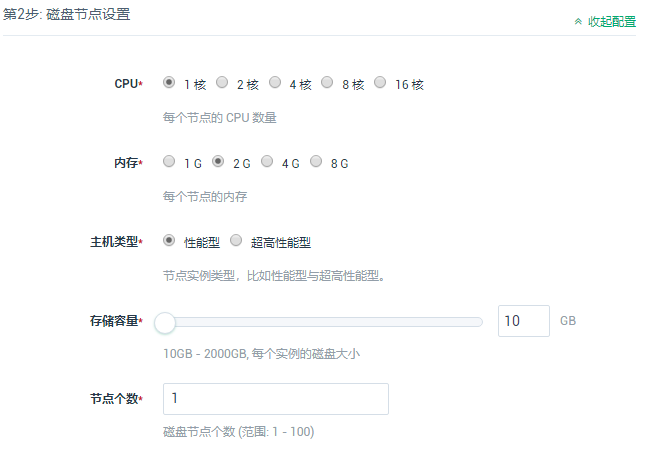 第2步: 磁盘节点设置
收起配置
CPU* 1 核 2 核 4 核 8 核 16 核
每个节点的 CPU 数量
内存* 1 G 2 G 4 G 8 G
每个节点的内存
主机类型* 性能型 超高性能型
节点实例类型，比如性能型与超高性能型。
存储容量* 10 GB
10GB - 2000GB, 每个实例的磁盘大小
节点个数* 1
磁盘节点个数 (范围: 1 - 100)